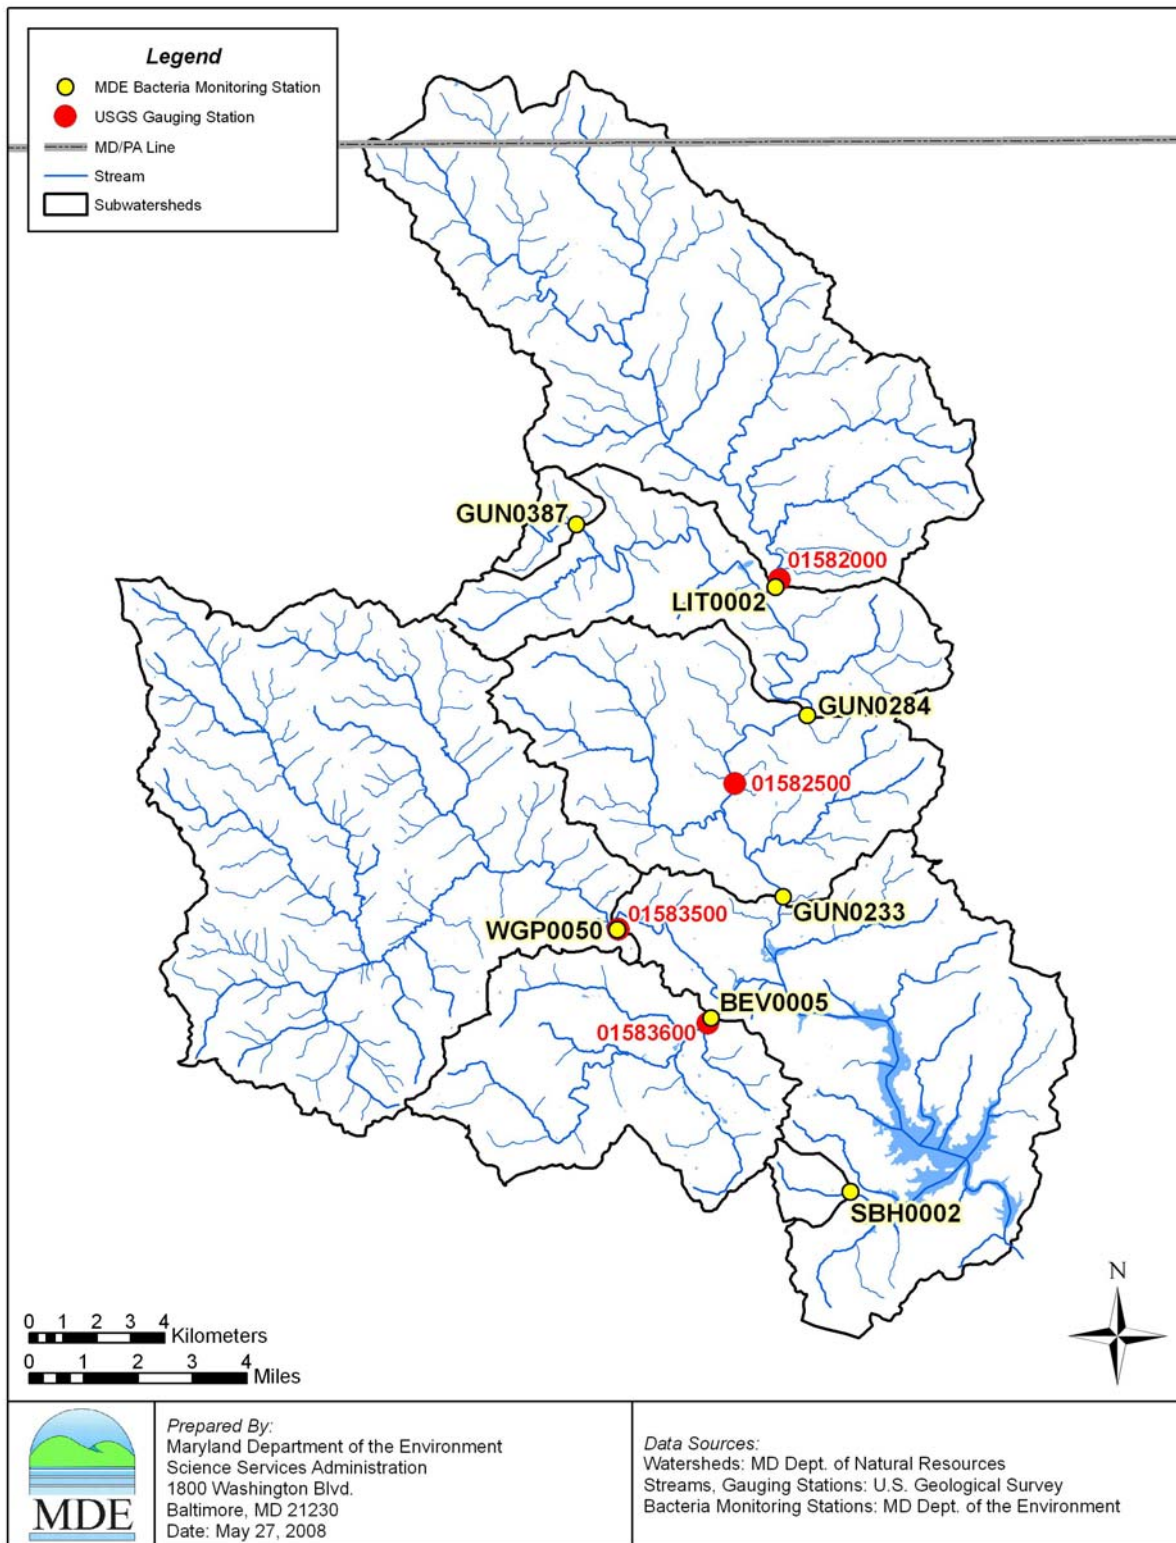 Legend
MDE Bacteria Monitoring Station
USGS Gauging Station
MD/PA Line
Stream
Subwatersheds
GUN0387
01582000
LIT0002
GUN0284
01582500
GUN0233
01583500
WGP0050
BEV0005
01583600
SBH0002
N
0 1 2 3 4
Kilometers
0 1 2 3 4
Miles
MDE
Prepared By:
Maryland Department of the Environment
Science Services Administration
1800 Washington Blvd.
Baltimore, MD 21230
Date: May 27, 2008
Data Sources:
Watersheds: MD Dept. of Natural Resources
Streams, Gauging Stations: U.S. Geological Survey
Bacteria Monitoring Stations: MD Dept. of the Environment